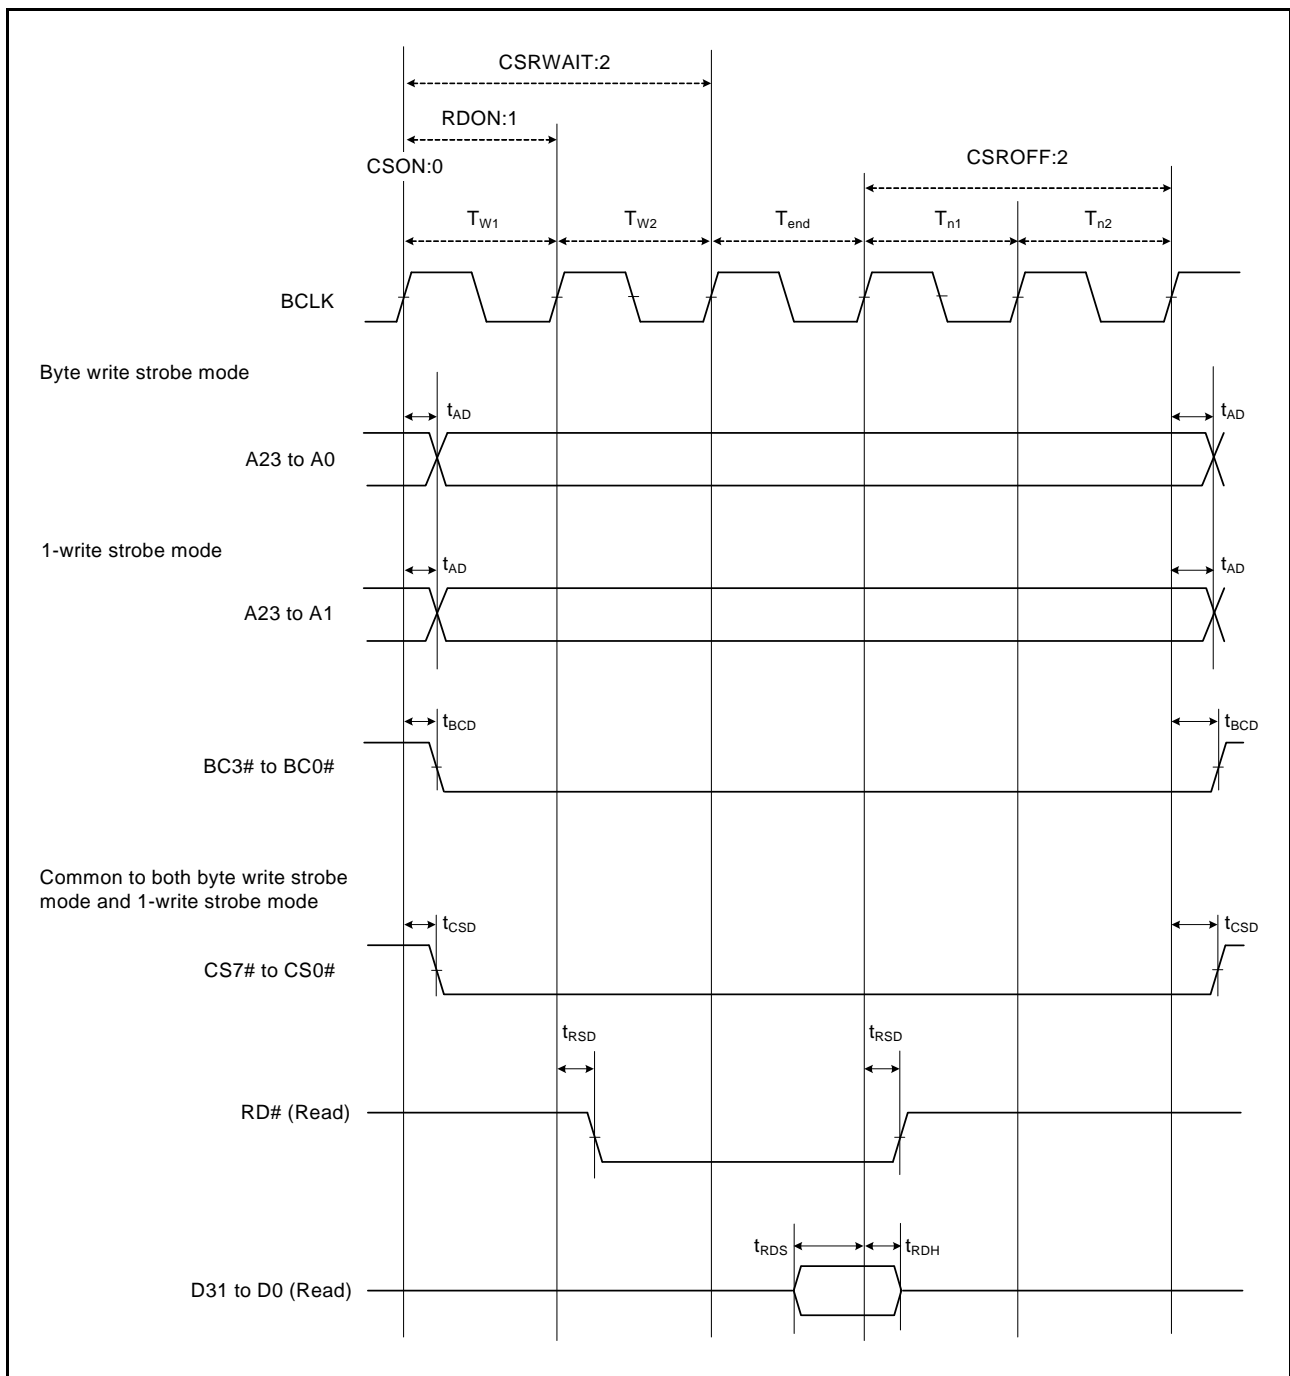 CSRWAIT:2
RDON:1
CSON:0
CSROFF:2
TW1
TW2
Tend
Tn1
Tn2
BCLK
Byte write strobe mode
tAD
tAD
A23 to A0
1-write strobe mode
tAD
tAD
A23 to A1
tBCD
tBCD
BC3# to BC0#
Common to both byte write strobe
mode and 1-write strobe mode
tCSD
tCSD
CS7# to CS0#
tRSD
tRSD
RD# (Read)
tRDS
tRDH
D31 to D0 (Read)